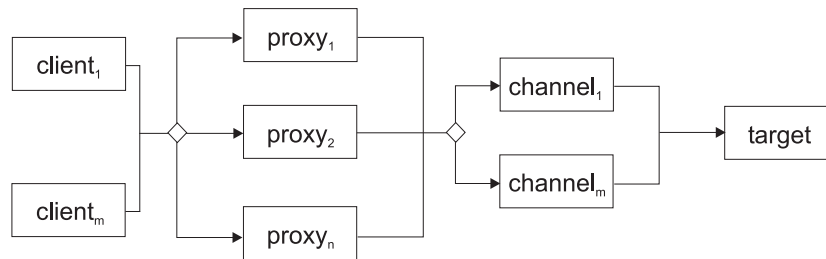 client₁
clientₘ
proxy₁
proxy₂
proxyₙ
channel₁
channelₘ
target